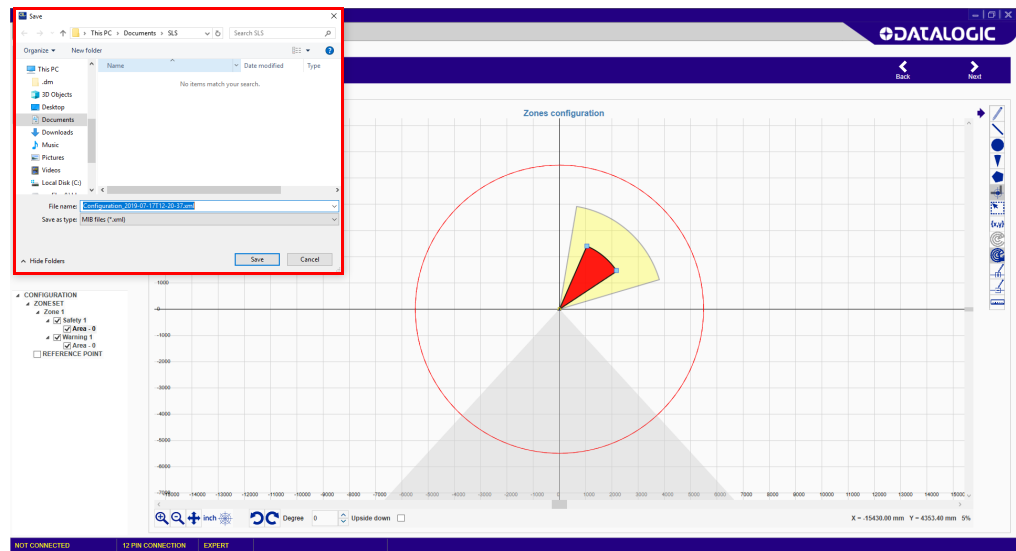 Save
This PC > Documents > SLS
Search SLS
Organize
New folder
Name
Date modified
Type
No items match your search.
This PC
.dm
3D Objects
Desktop
Documents
Downloads
Music
Pictures
Videos
Local Disk (C:)
File name: Configuration_2019-07-17T12-20-37.xml
Save as type: MIB files (*.xml)
Hide Folders
Save
Cancel
DATALOGIC
Back
Next
Zones configuration
(x,y)
CONFIGURATION
ZONESET
Zone 1
Safety 1
Area - 0
Warning 1
Area - 0
REFERENCE POINT
1000
-0
-1000
-2000
-3000
-4000
-5000
-6000
-14000 -13000 -12000 -11000 -10000 -9000 -8000 -7000 -6000 -5000 -4000 -3000 -2000 -1000 0 1000 2000 3000 4000 5000 6000 7000 8000 9000 10000 11000 12000 13000 14000
inch
Degree 0
Upside down
X = -15430.00 mm Y = 4353.40 mm 5%
NOT CONNECTED
12 PIN CONNECTION
EXPERT